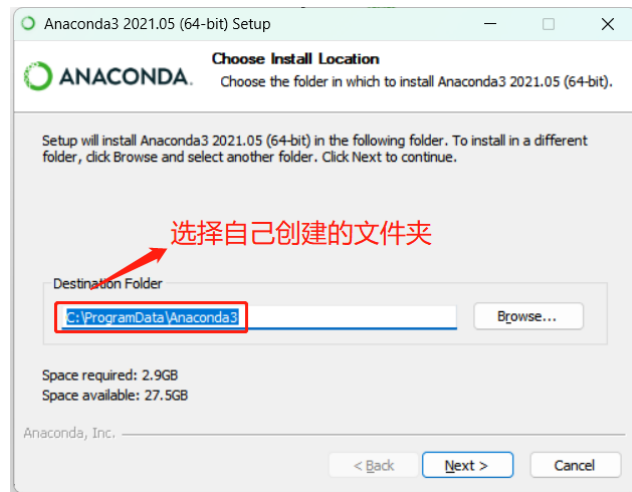 Anaconda3 2021.05 (64-bit) Setup
ANACONDA.
Choose Install Location
Choose the folder in which to install Anaconda3 2021.05 (64-bit).
Setup will install Anaconda3 2021.05 (64-bit) in the following folder. To install in a different
folder, click Browse and select another folder. Click Next to continue.
选择自己创建的文件夹
Destination Folder
C:\ProgramData\Anaconda3
Browse...
Space required: 2.9GB
Space available: 27.5GB
Anaconda, Inc.
< Back
Next >
Cancel